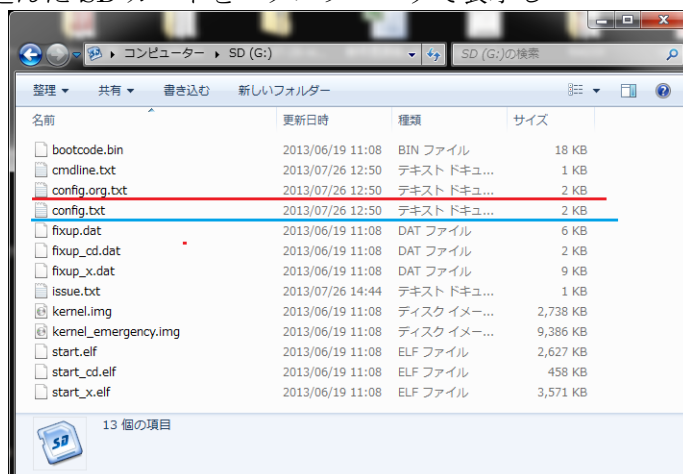 SD
コンピューター ▸ SD (G:)
SD (G:)の検索
整理 ▼ 共有 ▼ 書き込む 新しいフォルダー
名前 更新日時 種類 サイズ
bootcode.bin 2013/06/19 11:08 BIN ファイル 18 KB
cmdline.txt 2013/07/26 12:50 テキスト ドキュ... 1 KB
config.org.txt 2013/07/26 12:50 テキスト ドキュ... 2 KB
config.txt 2013/07/26 12:50 テキスト ドキュ... 2 KB
fixup.dat 2013/06/19 11:08 DAT ファイル 6 KB
fixup_cd.dat 2013/06/19 11:08 DAT ファイル 2 KB
fixup_x.dat 2013/06/19 11:08 DAT ファイル 9 KB
issue.txt 2013/07/26 14:44 テキスト ドキュ... 1 KB
kernel.img 2013/06/19 11:08 ディスク イメー... 2,738 KB
kernel_emergency.img 2013/06/19 11:08 ディスク イメー... 9,386 KB
start.elf 2013/06/19 11:08 ELF ファイル 2,627 KB
start_cd.elf 2013/06/19 11:08 ELF ファイル 458 KB
start_x.elf 2013/06/19 11:08 ELF ファイル 3,571 KB
13 個の項目
SD